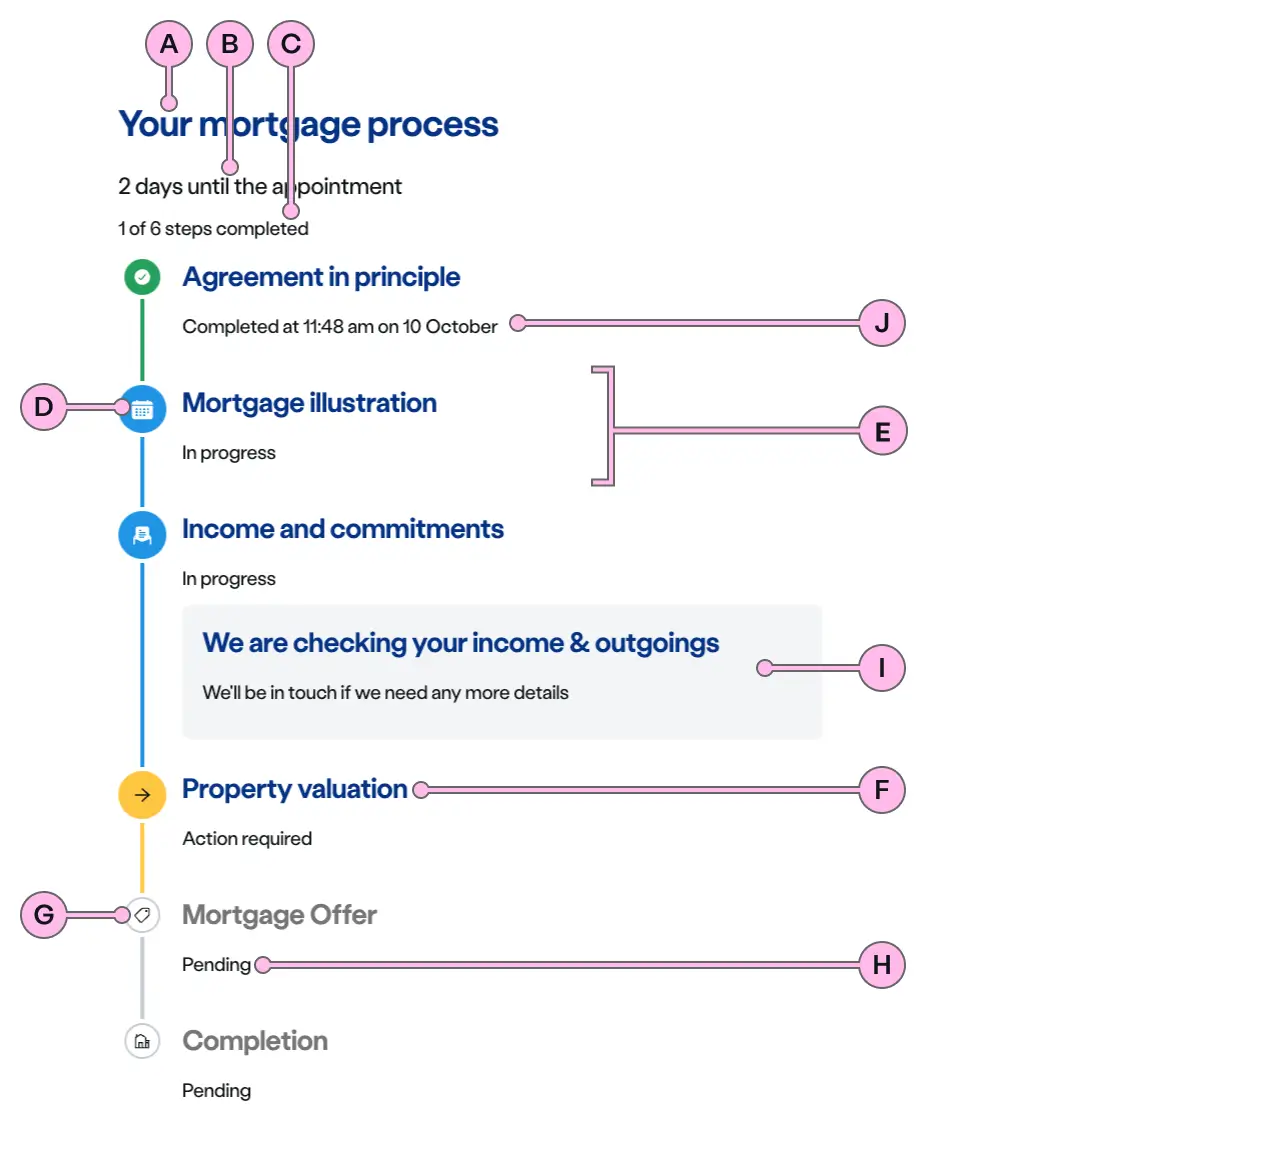 A B C
Your mortgage process
2 days until the appointment
1 of 6 steps completed
Agreement in principle
Completed at 11:48 am on 10 October
J
Mortgage illustration
D
E
In progress
Income and commitments
In progress
We are checking your income & outgoings
I
We'll be in touch if we need any more details
Property valuation
F
Action required
G
Mortgage Offer
Pending
H
Completion
Pending